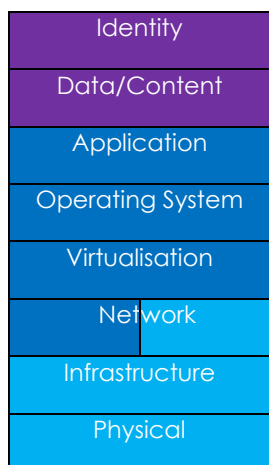 Identity
Data/Content
Application
Operating System
Virtualisation
Network
Infrastructure
Physical